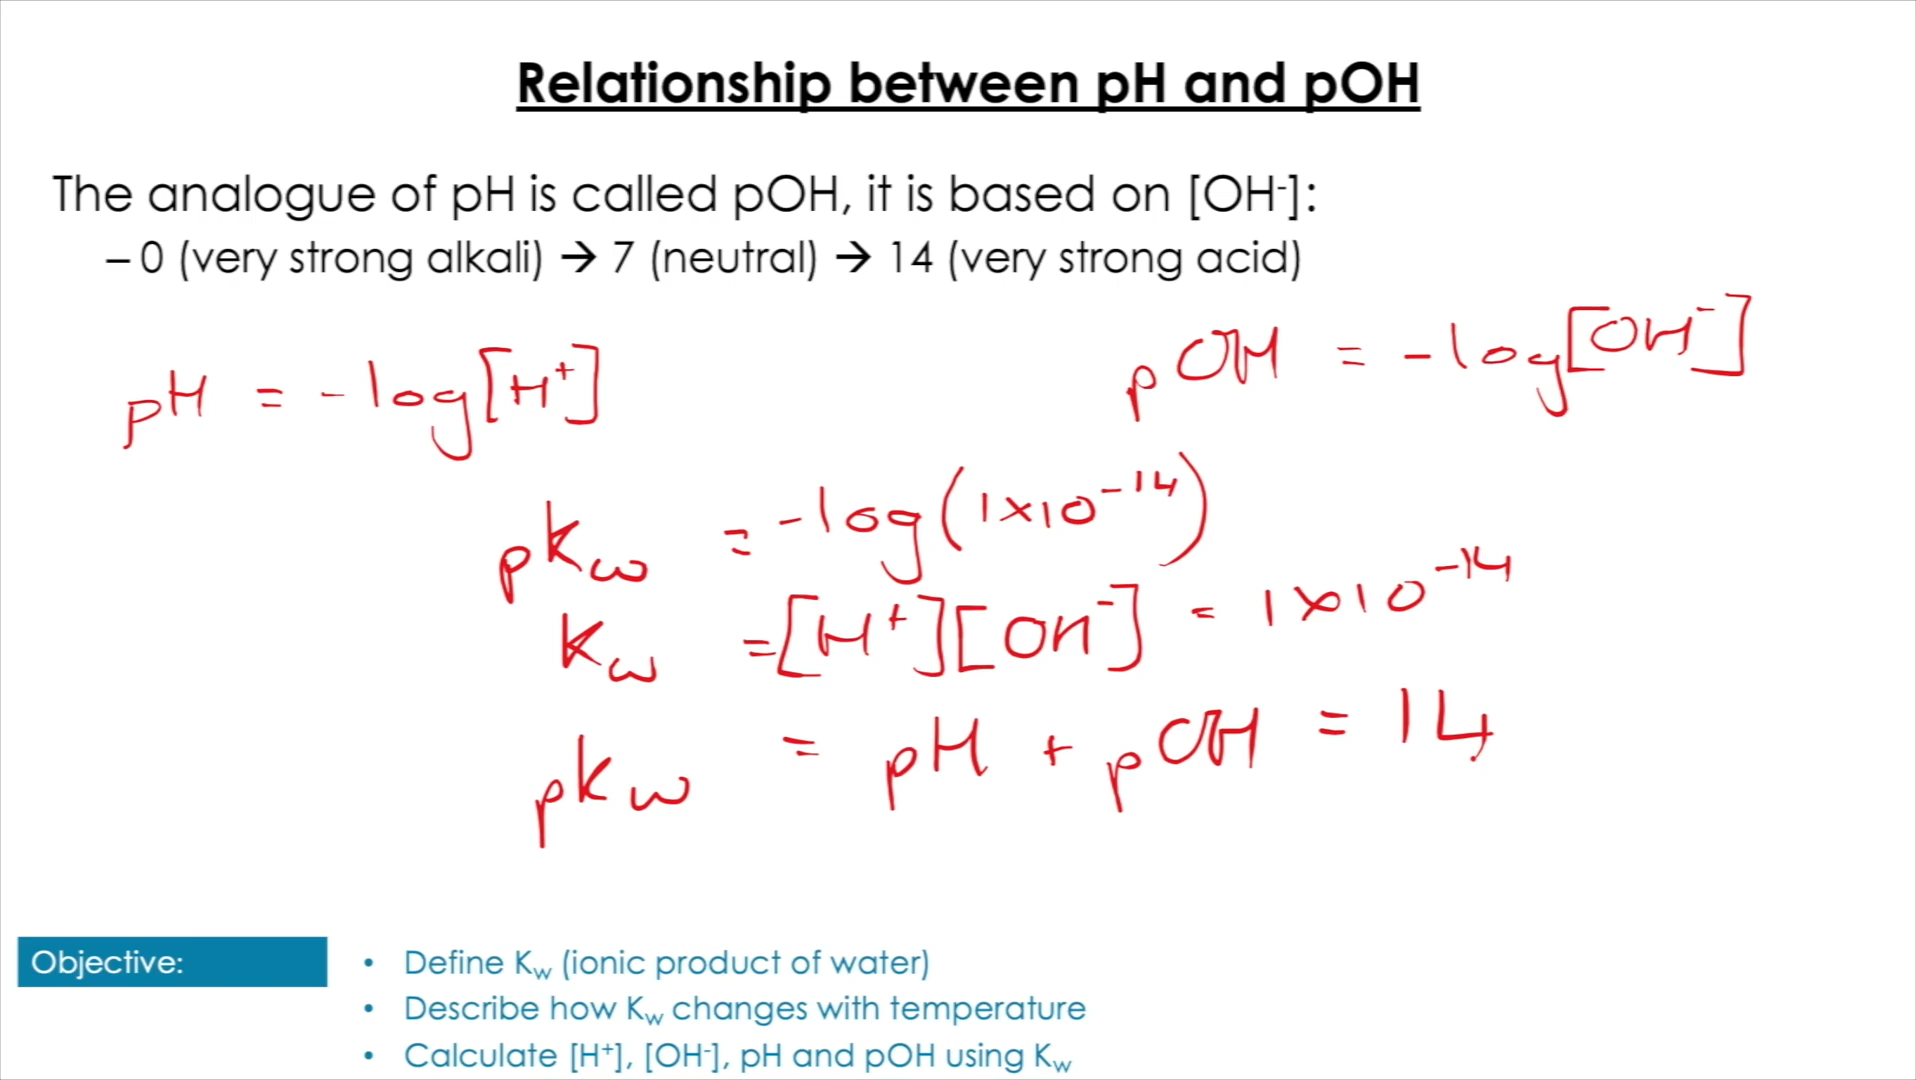 Relationship between pH and pOH
The analogue of pH is called pOH, it is based on [OH⁻]:
– 0 (very strong alkali) → 7 (neutral) → 14 (very strong acid)
pH = -log[H⁺]
pOH = -log[OH⁻]
pKw = -log(1x10⁻¹⁴)
Kw = [H⁺][OH⁻] = 1x10⁻¹⁴
pKw = pH + pOH = 14
Objective:
• Define Kw (ionic product of water)
• Describe how Kw changes with temperature
• Calculate [H⁺], [OH⁻], pH and pOH using Kw